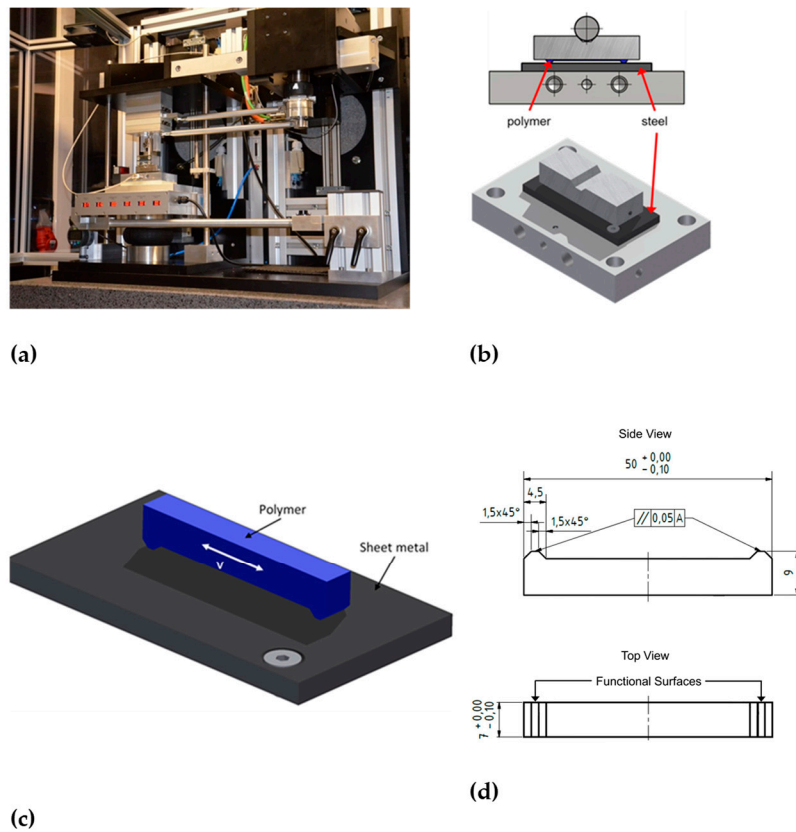 polymer
steel
(a)
(b)
Polymer
V
Sheet metal
Side View
50 +0,00 -0,10
4,5
1,5x45°
1,5x45°
// 0,05 A
9
Top View
Functional Surfaces
7 +0,00 -0,10
(c)
(d)